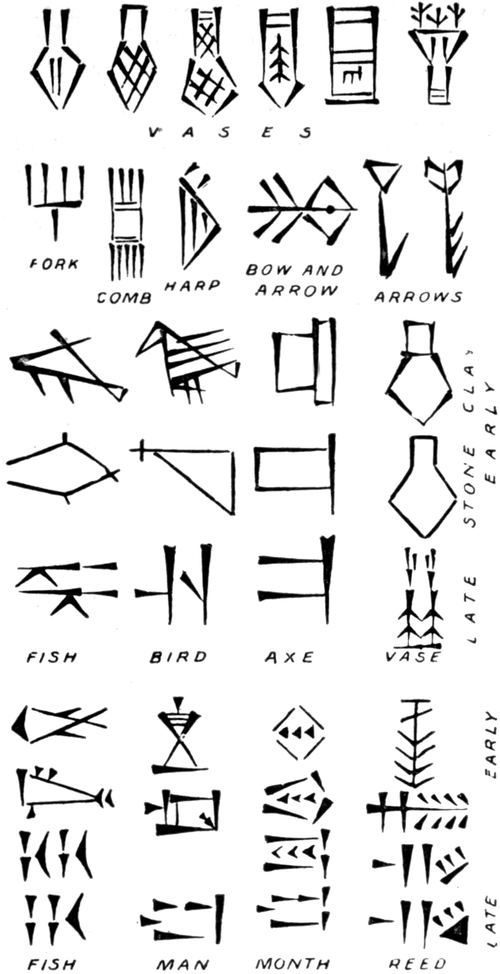 VASES
FORK
COMB
HARP
BOW AND
ARROW
ARROWS
CLAY
STONE
EARLY
LATE
FISH BIRD AXE VASE
EARLY
LATE
FISH MAN MONTH REED